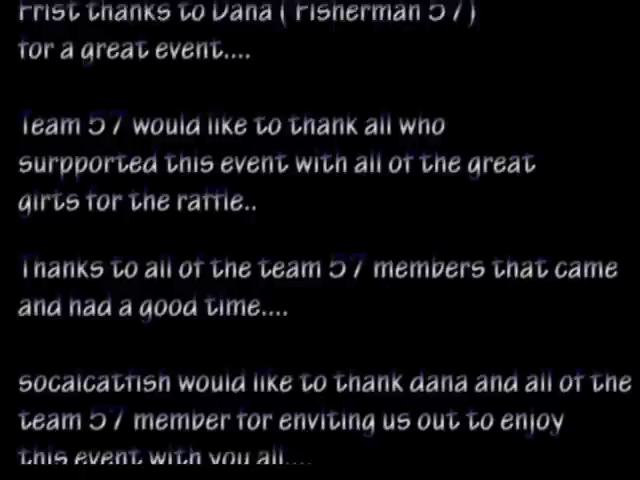 Frist thanks to Dana ( Fisherman 57)
for a great event....
Team 57 would like to thank all who
surpported this event with all of the great
girts for the raffle..
Thanks to all of the team 57 members that came
and had a good time....
socalcatfish would like to thank dana and all of the
team 57 member for enviting us out to enjoy
this event with you all....